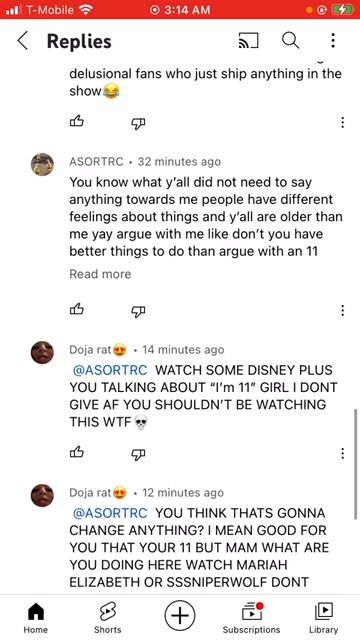 T-Mobile 3:14 AM
Replies
delusional fans who just ship anything in the
show😂
ASORTRC • 32 minutes ago
You know what y'all did not need to say
anything towards me people have different
feelings about things and y'all are older than
me yay argue with me like don't you have
better things to do than argue with an 11
Read more
Doja rat😍 • 14 minutes ago
@ASORTRC WATCH SOME DISNEY PLUS
YOU TALKING ABOUT "I'm 11" GIRL I DONT
GIVE AF YOU SHOULDN'T BE WATCHING
THIS WTF💀
Doja rat😍 • 12 minutes ago
@ASORTRC YOU THINK THATS GONNA
CHANGE ANYTHING? I MEAN GOOD FOR
YOU THAT YOUR 11 BUT MAM WHAT ARE
YOU DOING HERE WATCH MARIAH
ELIZABETH OR SSSNIPERWOLF DONT
Home Shorts Subscriptions Library